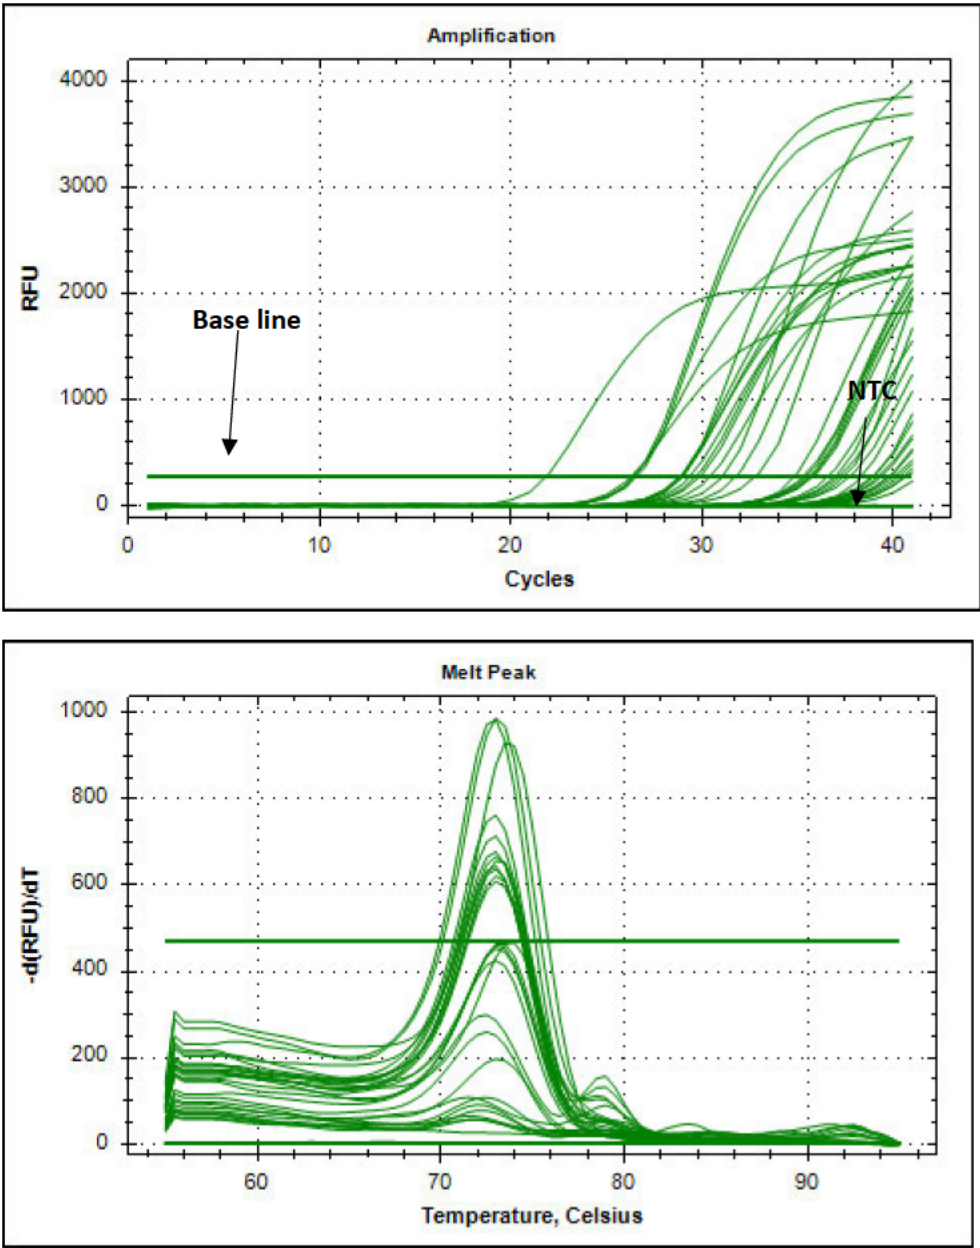 Amplification
4000
3000
2000
1000
0
RFU
Base line
NTC
0 10 20 30 40
Cycles
Melt Peak
1000
800
600
400
200
0
-d(RFU)/dT
60 70 80 90
Temperature, Celsius